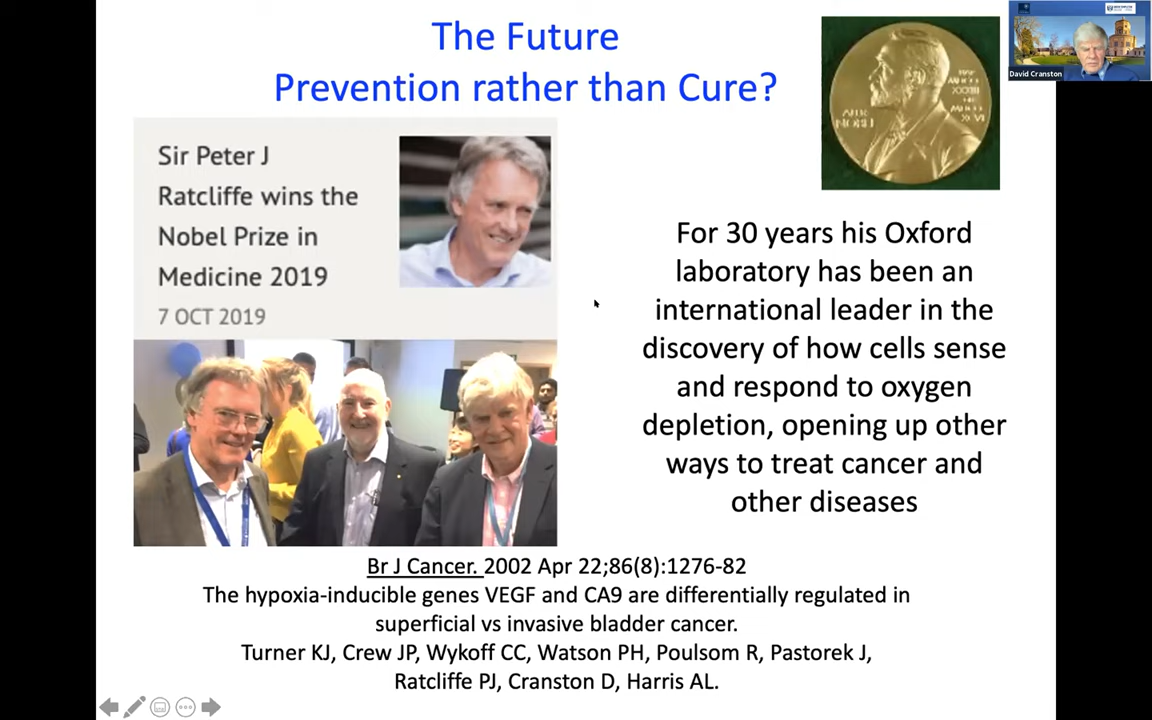 The Future
Prevention rather than Cure?
David Cranston
Sir Peter J
Ratcliffe wins the
Nobel Prize in
Medicine 2019
7 OCT 2019
For 30 years his Oxford
laboratory has been an
international leader in the
discovery of how cells sense
and respond to oxygen
depletion, opening up other
ways to treat cancer and
other diseases
Br J Cancer. 2002 Apr 22;86(8):1276-82
The hypoxia-inducible genes VEGF and CA9 are differentially regulated in
superficial vs invasive bladder cancer.
Turner KJ, Crew JP, Wykoff CC, Watson PH, Poulsom R, Pastorek J,
Ratcliffe PJ, Cranston D, Harris AL.